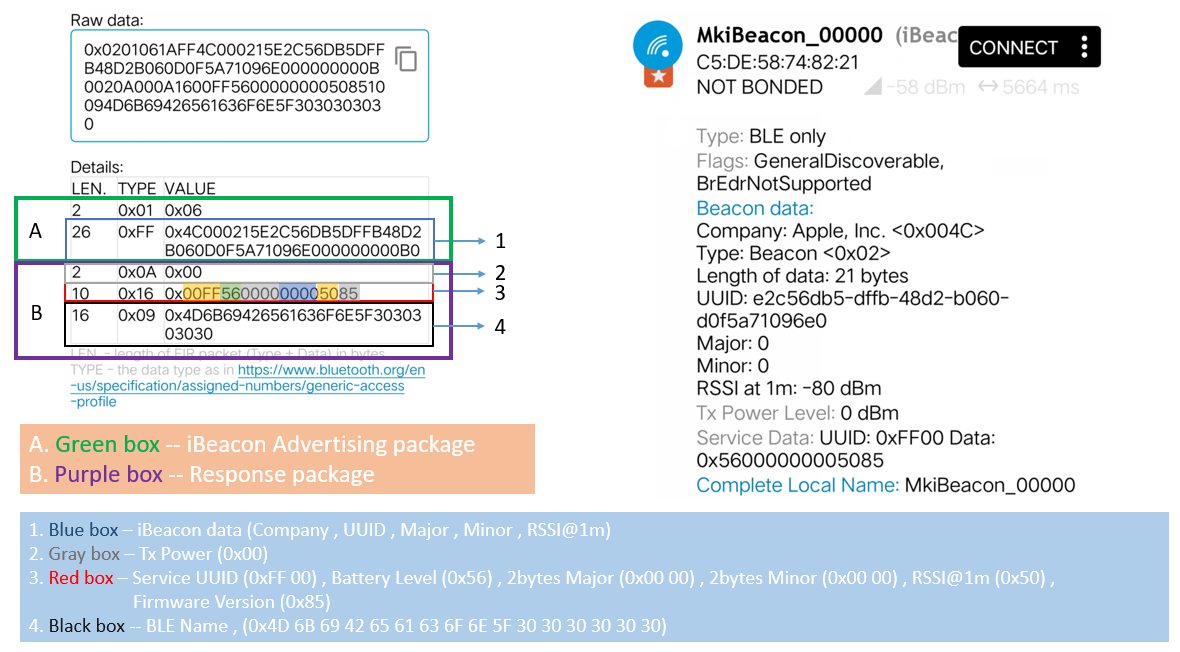 Raw data:
0x0201061AFF4C000215E2C56DB5DFF
B48D2B060D0F5A71096E000000000B
0020A000A1600FF5600000000508510
094D6B69426561636F6E5F303030303
0
Details:
LEN. TYPE VALUE
2 0x01 0x06
26 0xFF 0x4C000215E2C56DB5DFFB48D2
B060D0F5A71096E000000000B0
2 0x0A 0x00
10 0x16 0x00FF56000000005085
16 0x09 0x4D6B69426561636F6E5F30303
03030
A
B
1
2
3
4
LEN. - length of EIR packet (Type + Data) in bytes
TYPE - the data type as in https://www.bluetooth.org/en
-us/specification/assigned-numbers/generic-access
-profile
MkiBeacon_00000 (iBeac
CONNECT
C5:DE:58:74:82:21
NOT BONDED -58 dBm 5664 ms
Type: BLE only
Flags: GeneralDiscoverable,
BrEdrNotSupported
Beacon data:
Company: Apple, Inc. <0x004C>
Type: Beacon <0x02>
Length of data: 21 bytes
UUID: e2c56db5-dffb-48d2-b060-
d0f5a71096e0
Major: 0
Minor: 0
RSSI at 1m: -80 dBm
Tx Power Level: 0 dBm
Service Data: UUID: 0xFF00 Data:
0x56000000005085
Complete Local Name: MkiBeacon_00000
A. Green box -- iBeacon Advertising package
B. Purple box -- Response package
1. Blue box – iBeacon data (Company , UUID , Major , Minor , RSSI@1m)
2. Gray box – Tx Power (0x00)
3. Red box – Service UUID (0xFF 00) , Battery Level (0x56) , 2bytes Major (0x00 00) , 2bytes Minor (0x00 00) , RSSI@1m (0x50) ,
Firmware Version (0x85)
4. Black box -- BLE Name , (0x4D 6B 69 42 65 61 63 6F 6E 5F 30 30 30 30 30 30)